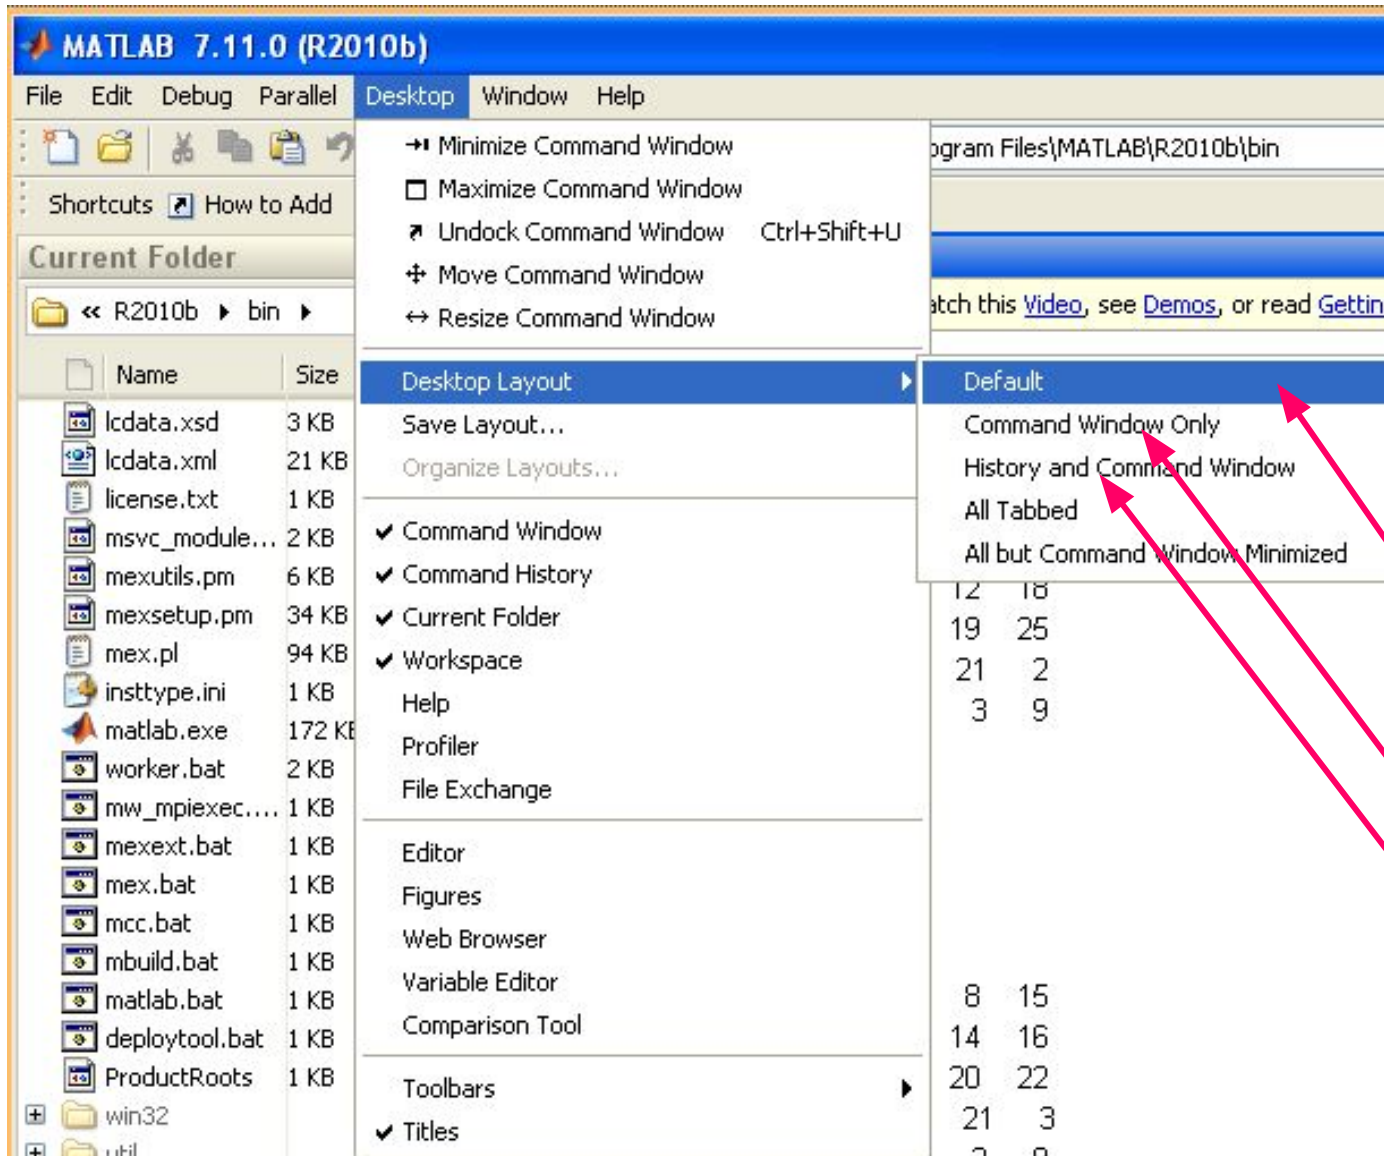 MATLAB 7.11.0 (R2010b)
File Edit Debug Parallel Desktop Window Help
ogram Files\MATLAB\R2010b\bin
Shortcuts How to Add
Current Folder
« R2010b bin
Name Size
lcdata.xsd 3 KB
lcdata.xml 21 KB
license.txt 1 KB
msvc_module... 2 KB
mexutils.pm 6 KB
mexsetup.pm 34 KB
mex.pl 94 KB
insttype.ini 1 KB
matlab.exe 172 KB
worker.bat 2 KB
mw_mpiexec.... 1 KB
mexext.bat 1 KB
mex.bat 1 KB
mcc.bat 1 KB
mbuild.bat 1 KB
matlab.bat 1 KB
deploytool.bat 1 KB
ProductRoots 1 KB
win32
util
Minimize Command Window
Maximize Command Window
Undock Command Window Ctrl+Shift+U
Move Command Window
Resize Command Window
Desktop Layout
Save Layout...
Organize Layouts...
Command Window
Command History
Current Folder
Workspace
Help
Profiler
File Exchange
Editor
Figures
Web Browser
Variable Editor
Comparison Tool
Toolbars
Titles
atch this Video, see Demos, or read Gettin
Default
Command Window Only
History and Command Window
All Tabbed
All but Command Window Minimized
12 18
19 25
21 2
3 9
8 15
14 16
20 22
21 3